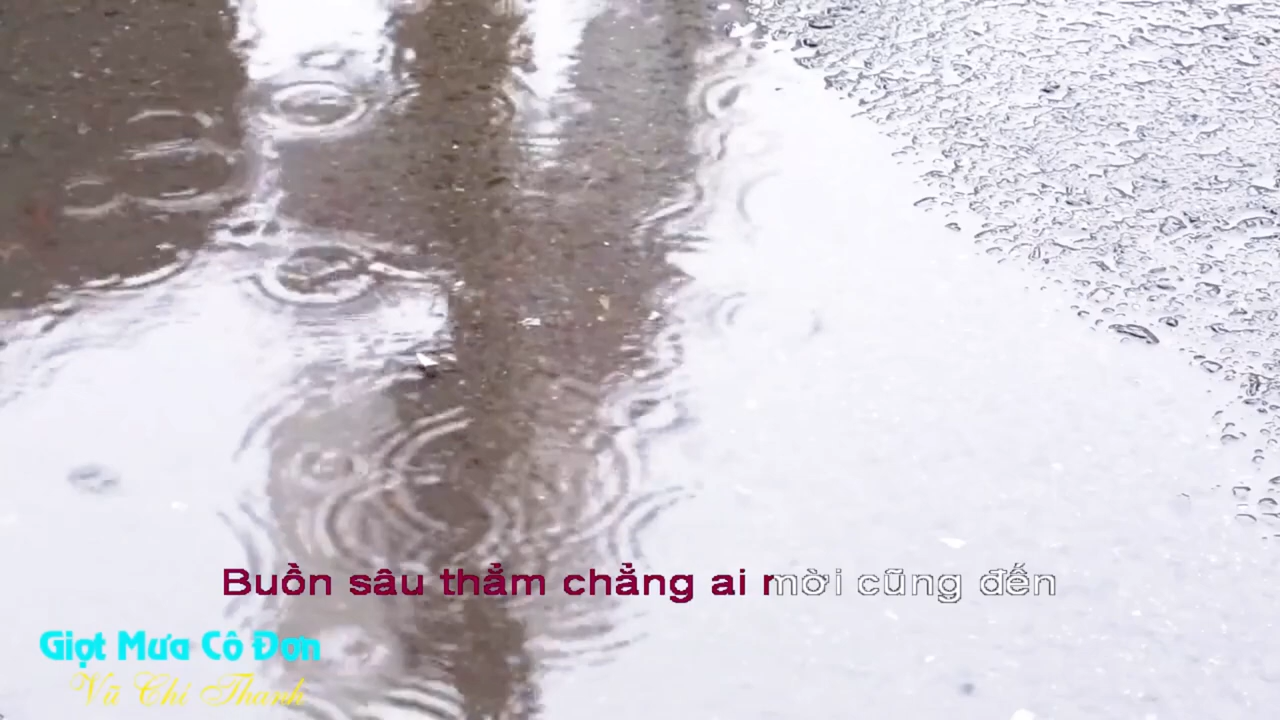 Buồn sâu thẳm chẳng ai mời cũng đến
Giọt Mưa Cô Đơn
Vũ Chí Thanh